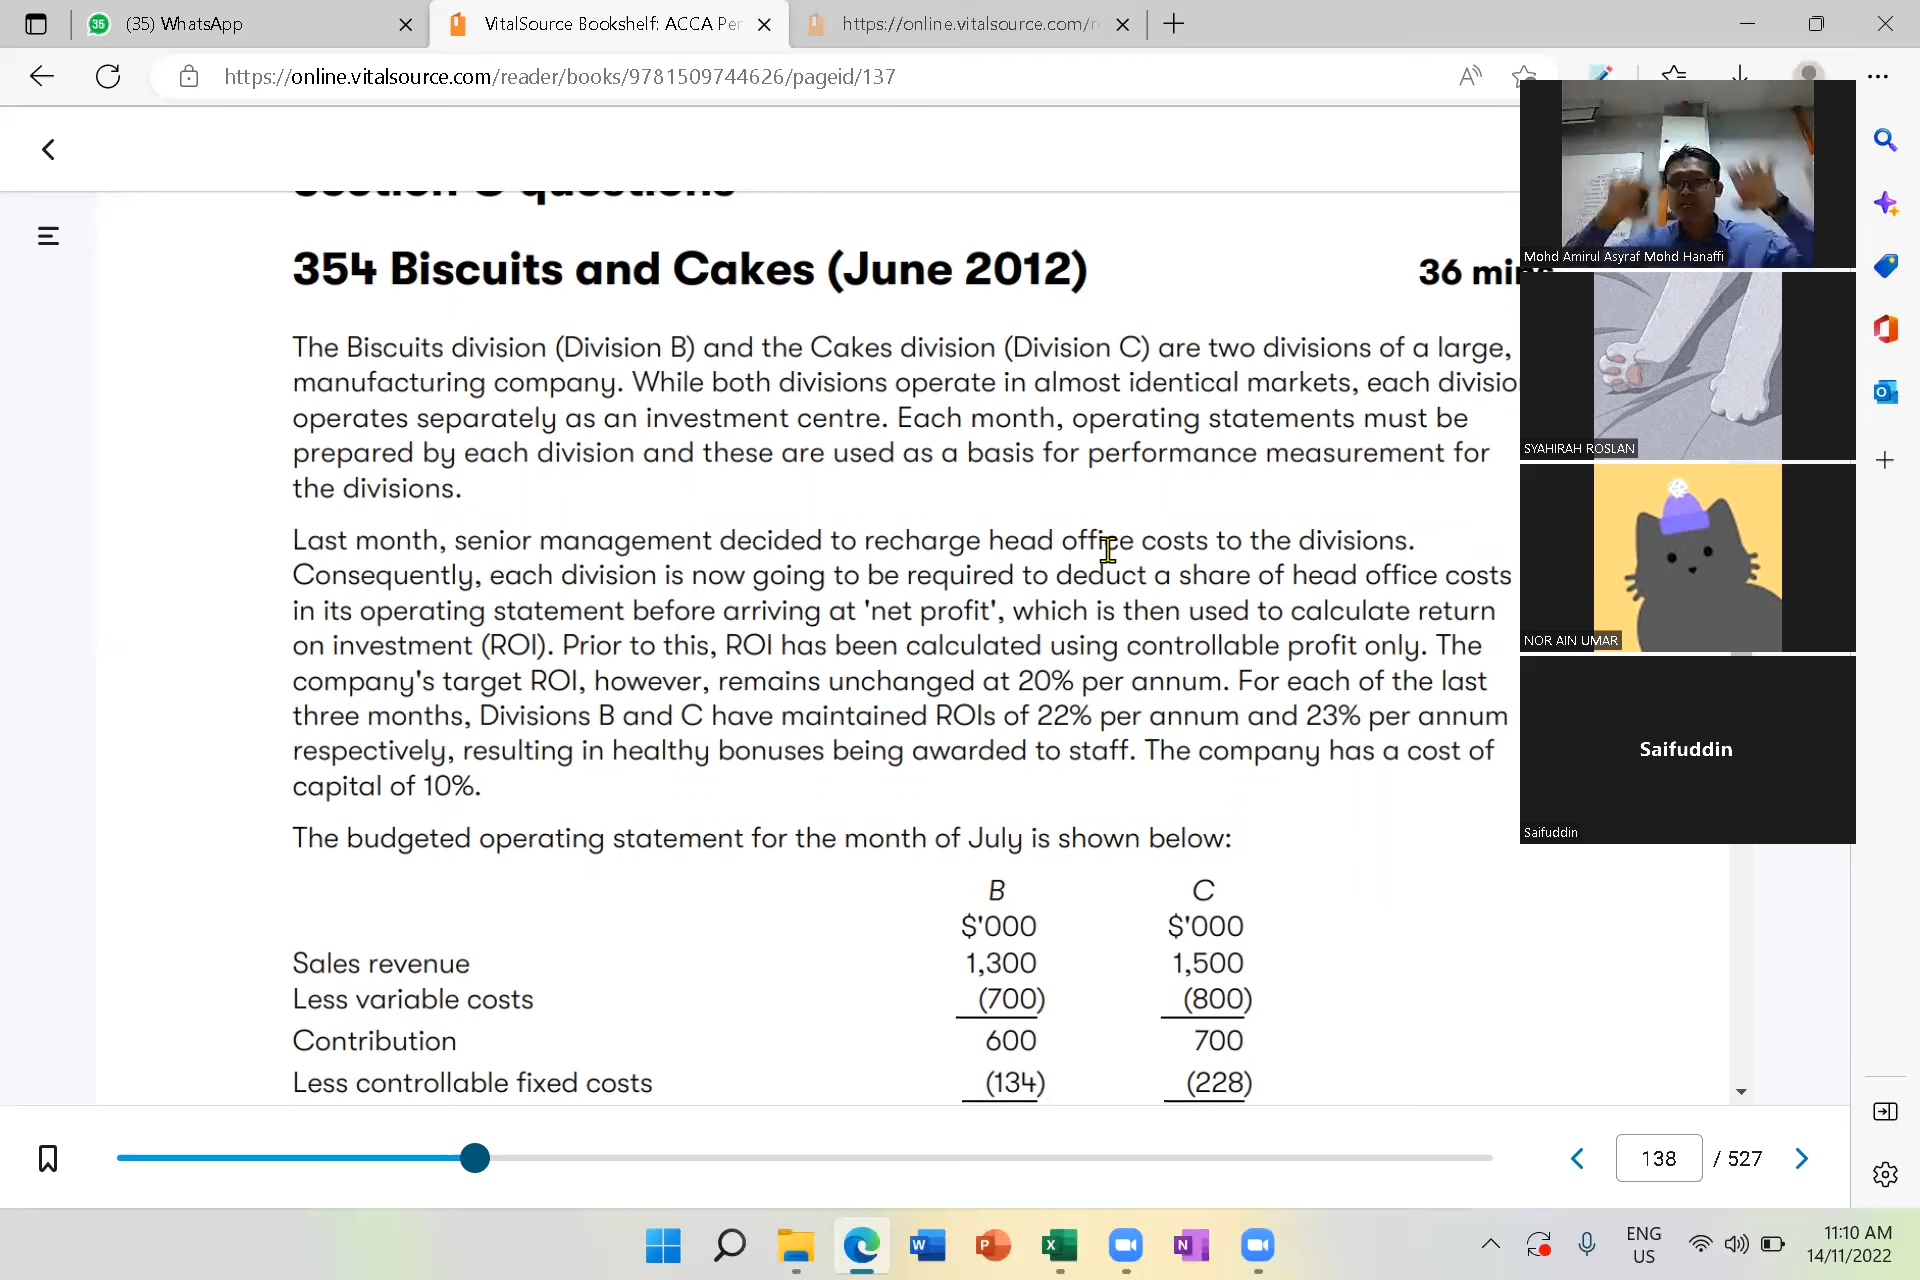 (35) WhatsApp
VitalSource Bookshelf: ACCA Per
https://online.vitalsource.com/r
https://online.vitalsource.com/reader/books/9781509744626/pageid/137
Section C questions
354 Biscuits and Cakes (June 2012)
36 mins
The Biscuits division (Division B) and the Cakes division (Division C) are two divisions of a large,
manufacturing company. While both divisions operate in almost identical markets, each divisio
operates separately as an investment centre. Each month, operating statements must be
prepared by each division and these are used as a basis for performance measurement for
the divisions.
Last month, senior management decided to recharge head office costs to the divisions.
Consequently, each division is now going to be required to deduct a share of head office costs
in its operating statement before arriving at 'net profit', which is then used to calculate return
on investment (ROI). Prior to this, ROI has been calculated using controllable profit only. The
company's target ROI, however, remains unchanged at 20% per annum. For each of the last
three months, Divisions B and C have maintained ROIs of 22% per annum and 23% per annum
respectively, resulting in healthy bonuses being awarded to staff. The company has a cost of
capital of 10%.
The budgeted operating statement for the month of July is shown below:
B C
$'000 $'000
Sales revenue 1,300 1,500
Less variable costs (700) (800)
Contribution 600 700
Less controllable fixed costs (134) (228)
Mohd Amirul Asyraf Mohd Hanaffi
SYAHIRAH ROSLAN
NOR AIN UMAR
Saifuddin
Saifuddin
138 / 527
ENG
US
11:10 AM
14/11/2022